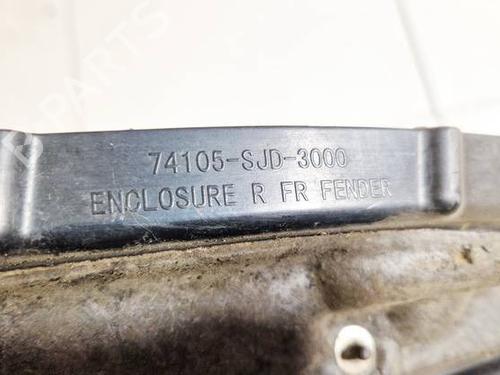 74105-SJD-3000
ENCLOSURE R FR FENDER